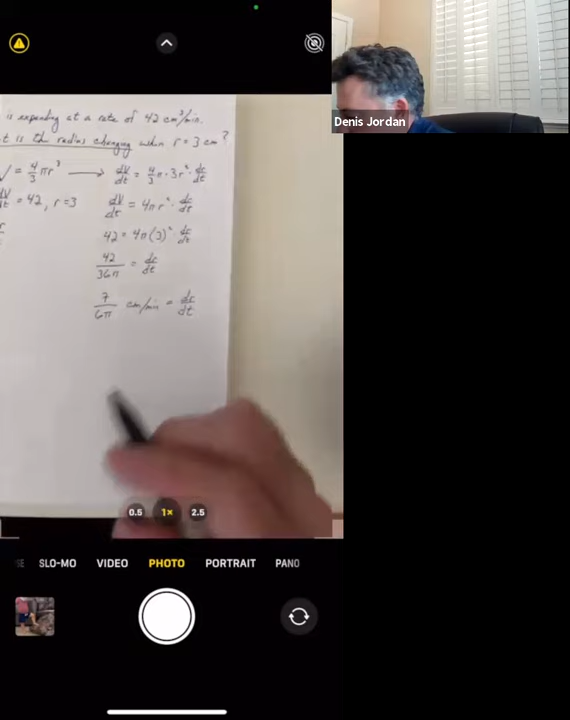 Denis Jordan
is expanding at a rate of 42 cm³/min.
t is the radius changing when r = 3 cm?
V = 4/3 πr³ → dV/dt = 4/3 π · 3r² · dr/dt
dV/dt = 42, r = 3
dV/dt = 4πr² · dr/dt
42 = 4π(3)² · dr/dt
42/36π = dr/dt
7/6π cm/min = dr/dt
0.5 1× 2.5
SLO-MO VIDEO PHOTO PORTRAIT PANO